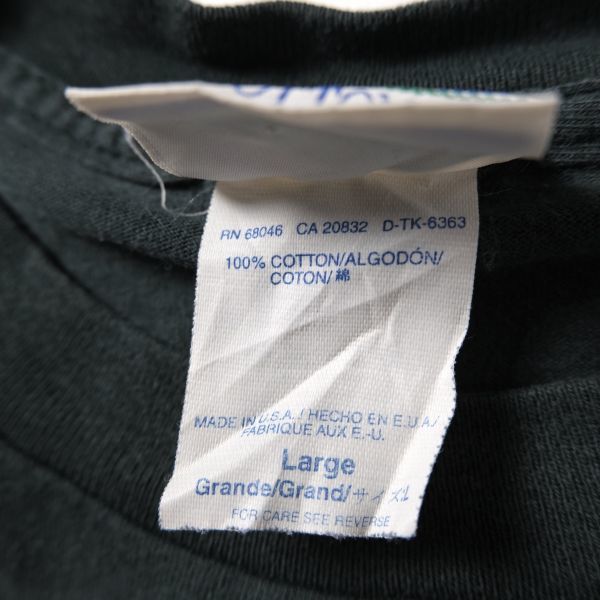 RN 68046 CA 20832 D-TK-6363
100% COTTON/ALGODÓN/
COTON/綿
MADE IN U.S.A./ HECHO EN E.U.A/
FABRIQUE AUX E.-U.
Large
Grande/Grand/サイズL
FOR CARE SEE REVERSE